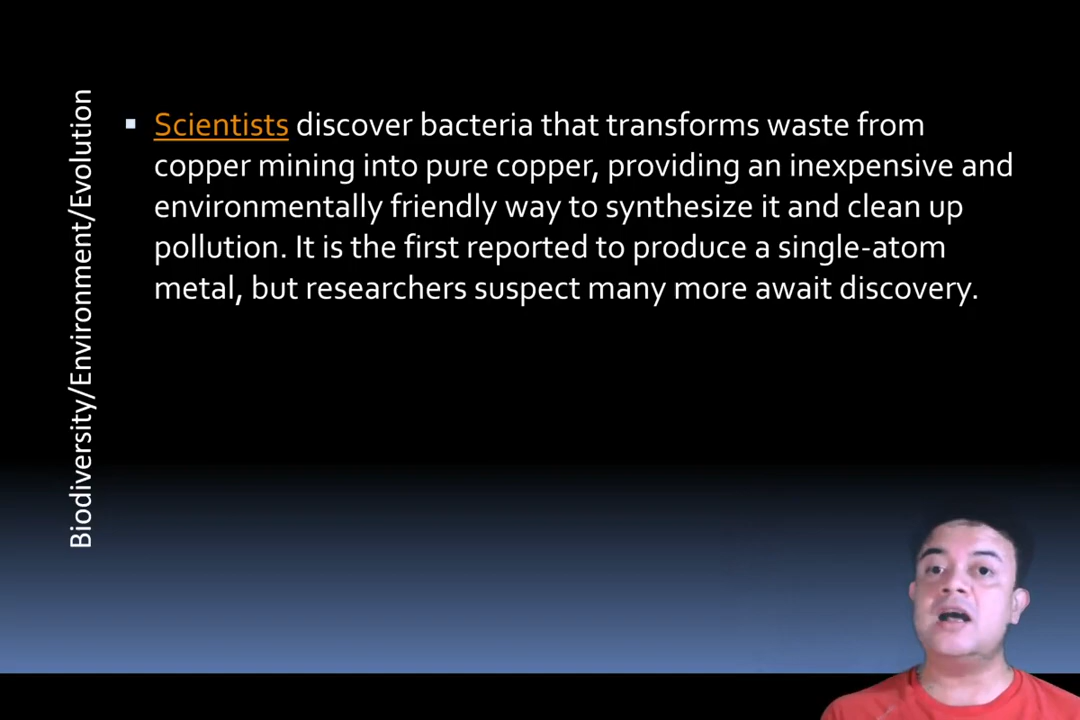 Biodiversity/Environment/Evolution
Scientists discover bacteria that transforms waste from
copper mining into pure copper, providing an inexpensive and
environmentally friendly way to synthesize it and clean up
pollution. It is the first reported to produce a single-atom
metal, but researchers suspect many more await discovery.